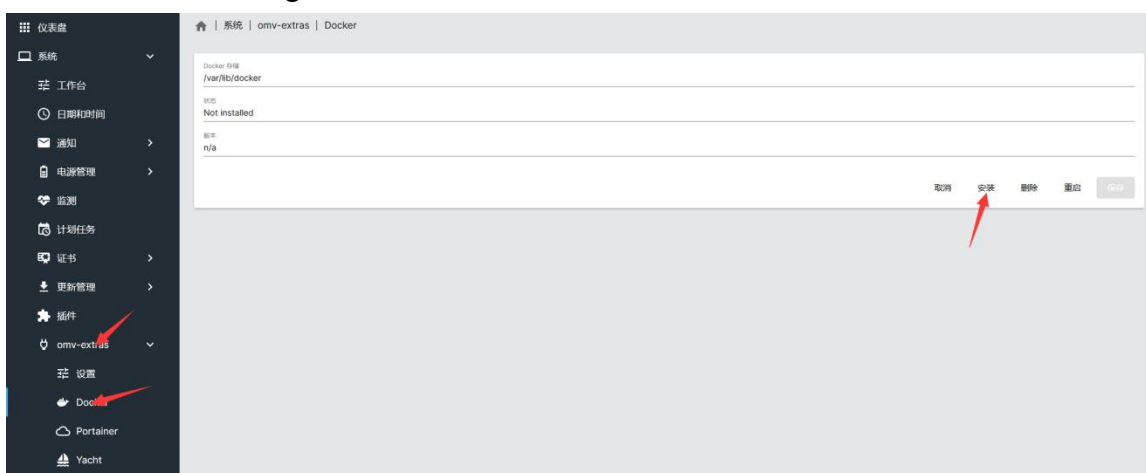 仪表盘
系统
工作台
日期和时间
通知
电源管理
监测
计划任务
证书
更新管理
插件
omv-extras
设置
Docker
Portainer
Yacht
| 系统 | omv-extras | Docker
Docker 存储
/var/lib/docker
状态
Not installed
版本
n/a
取消 安装 删除 重启 保存